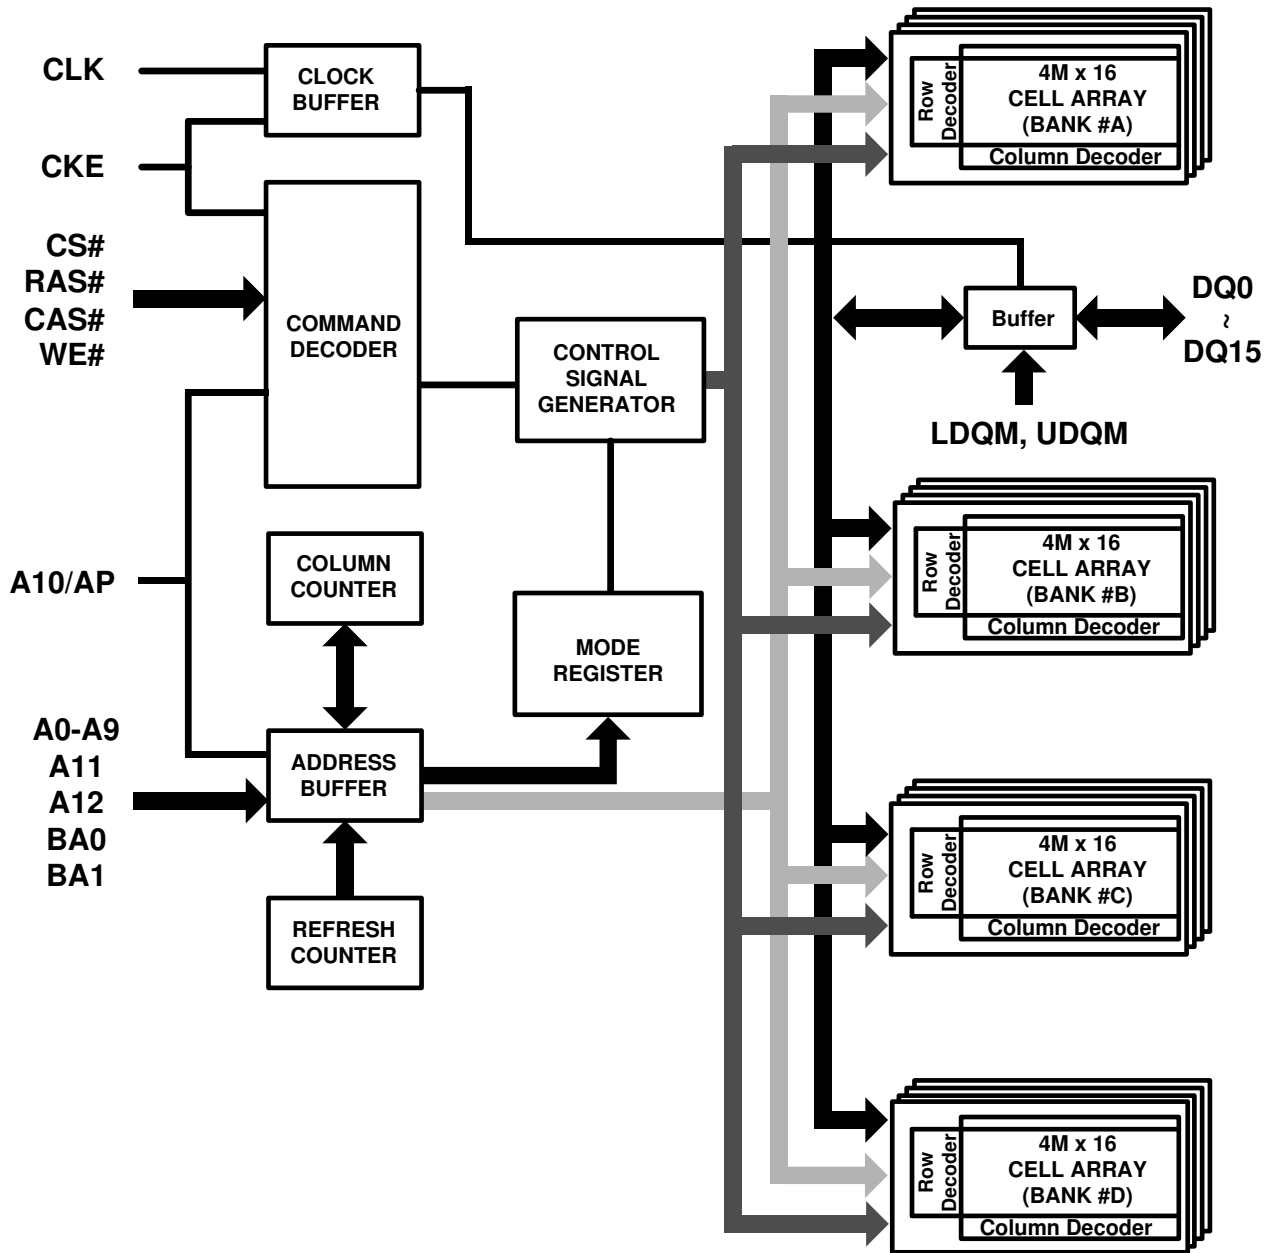 CLK
CKE
CS#
RAS#
CAS#
WE#
A10/AP
A0-A9
A11
A12
BA0
BA1
CLOCK
BUFFER
COMMAND
DECODER
COLUMN
COUNTER
ADDRESS
BUFFER
REFRESH
COUNTER
CONTROL
SIGNAL
GENERATOR
MODE
REGISTER
Row
Decoder
4M x 16
CELL ARRAY
(BANK #A)
Column Decoder
Buffer
DQ0
~
DQ15
LDQM, UDQM
Row
Decoder
4M x 16
CELL ARRAY
(BANK #B)
Column Decoder
Row
Decoder
4M x 16
CELL ARRAY
(BANK #C)
Column Decoder
Row
Decoder
4M x 16
CELL ARRAY
(BANK #D)
Column Decoder